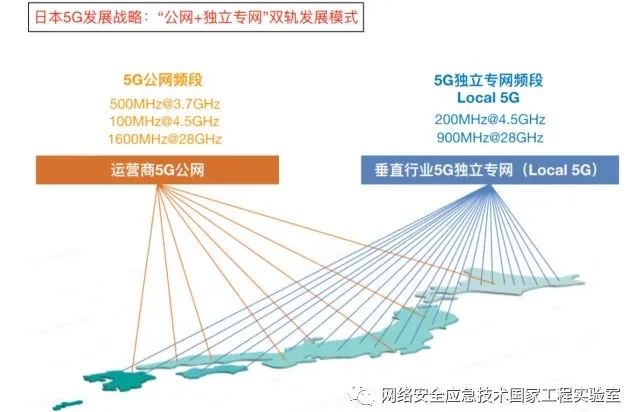 日本5G发展战略：“公网+独立专网”双轨发展模式
5G公网频段
500MHz@3.7GHz
100MHz@4.5GHz
1600MHz@28GHz
运营商5G公网
5G独立专网频段
Local 5G
200MHz@4.5GHz
900MHz@28GHz
垂直行业5G独立专网（Local 5G）
网络安全应急技术国家工程实验室